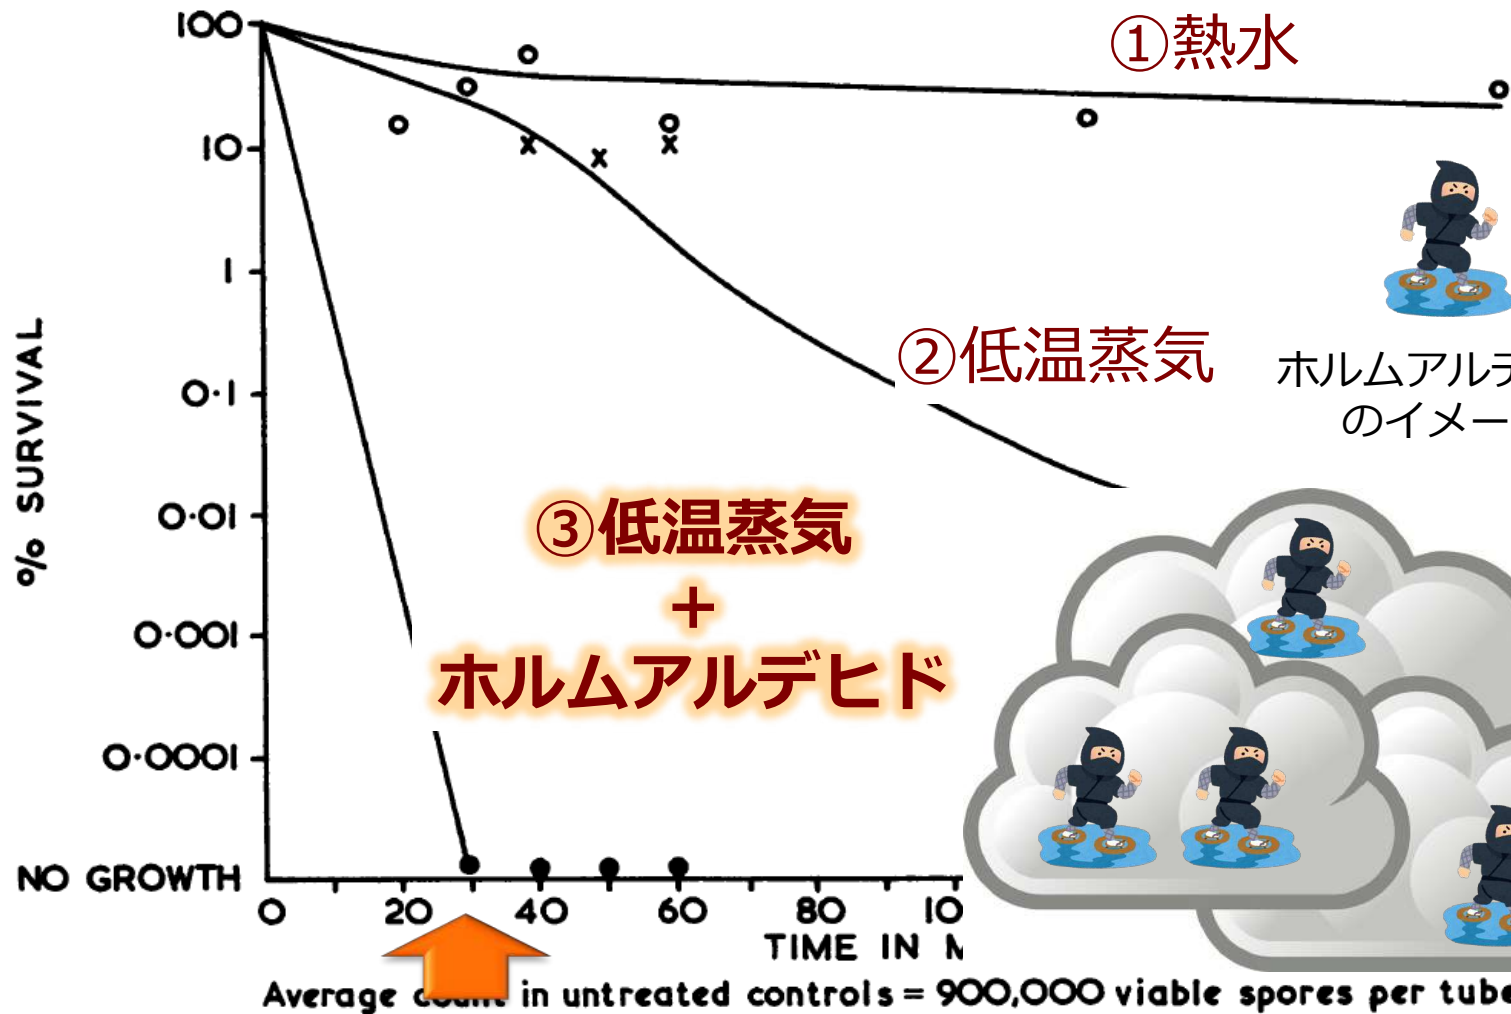 100
①熱水
10
1
②低温蒸気
ホルムアルデ
のイメー
% SURVIVAL
0·1
0·01
③低温蒸気
+
ホルムアルデヒド
0·001
0·0001
NO GROWTH
0 20 40 60 80 10
TIME IN M
Average in untreated controls = 900,000 viable spores per tube